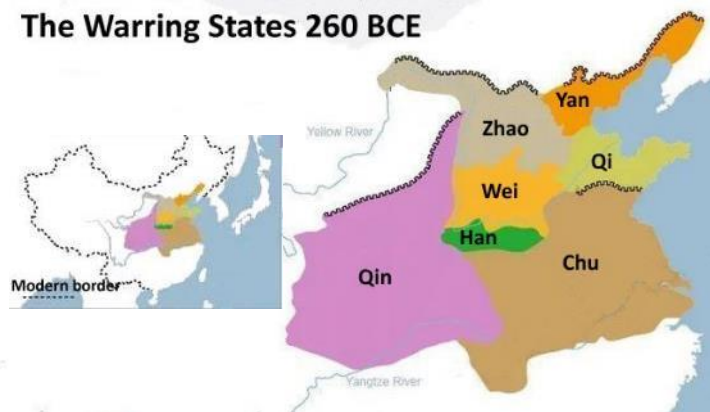 The Warring States 260 BCE
Yan
Zhao
Yellow River
Qi
Wei
Han
Chu
Qin
Modern border
Yangtze River